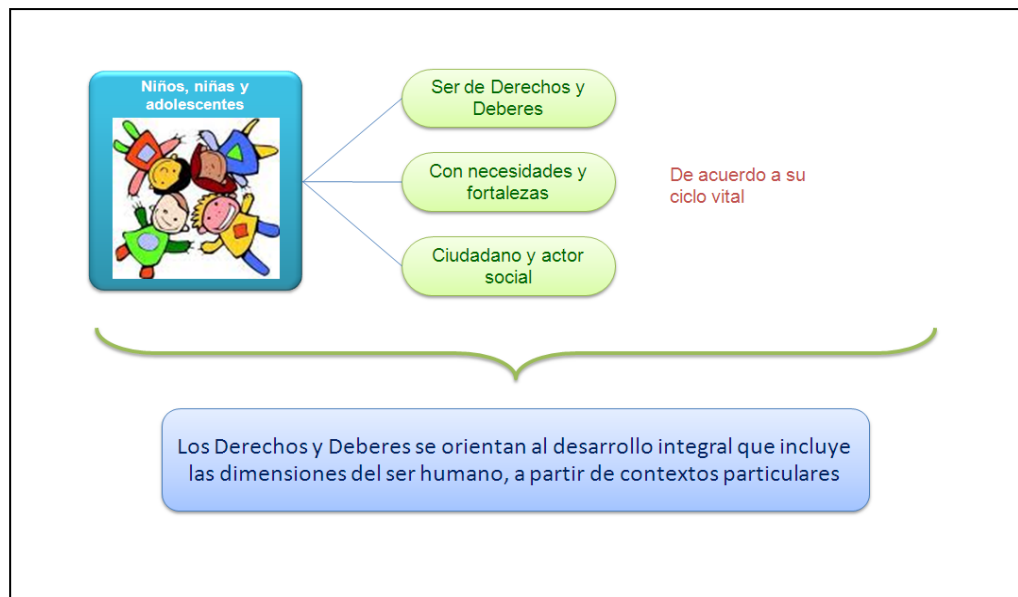 Niños, niñas y
adolescentes
Ser de Derechos y
Deberes
Con necesidades y
fortalezas
Ciudadano y actor
social
De acuerdo a su
ciclo vital
Los Derechos y Deberes se orientan al desarrollo integral que incluye
las dimensiones del ser humano, a partir de contextos particulares